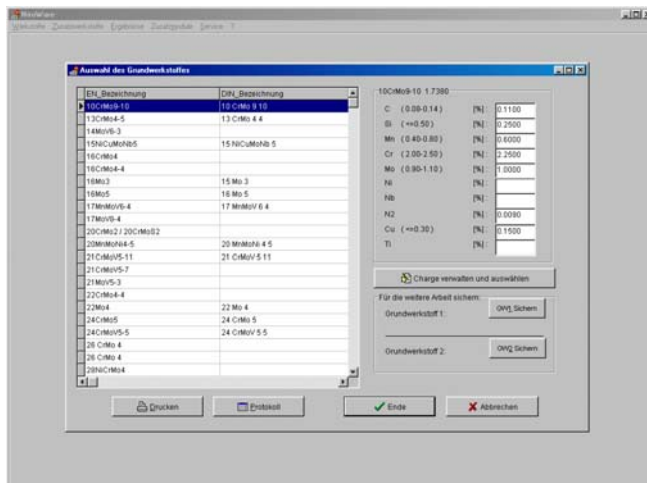 MaxWave
Werkstoffe Zusatzwerkstoffe Ergebnisse Zusatzmodule Service ?
Auswahl des Grundwerkstoffes
EN_Bezeichnung DIN_Bezeichnung
10CrMo9-10 10 CrMo 9 10
13CrMo4-5 13 CrMo 4 4
14MoV6-3
15NiCuMoNb5 15 NiCuMoNb 5
16CrMo4
16CrMo4-4
16Mo3 15 Mo 3
16Mo5 16 Mo 5
17MnMoV6-4 17 MnMoV 6 4
17MoV8-4
20CrMo2 / 20CrMoS2
20MnMoNi4-5 20 MnMoNi 4 5
21CrMoV5-11 21 CrMoV 5 11
21CrMoV5-7
21MoV5-3
22CrMo4-4
22Mo4 22 Mo 4
24CrMo5 24 CrMo 5
24CrMoV5-5 24 CrMoV 5 5
26 CrMo 4
26 CrMo 4
28NiCrMo4
10CrMo9-10 1.7380
C (0.08-0.14) [%] : 0.1100
Si (<=0.50) [%] : 0.2500
Mn (0.40-0.80) [%] : 0.6000
Cr (2.00-2.50) [%] : 2.2500
Mo (0.90-1.10) [%] : 1.0000
Ni [%] :
Nb [%] :
N2 [%] : 0.0090
Cu (<=0.30) [%] : 0.1500
Ti [%] :
Charge verwalten und auswählen
Für die weitere Arbeit sichern:
Grundwerkstoff 1: GW1 Sichern
Grundwerkstoff 2: GW2 Sichern
Drucken Protokoll Ende Abbrechen